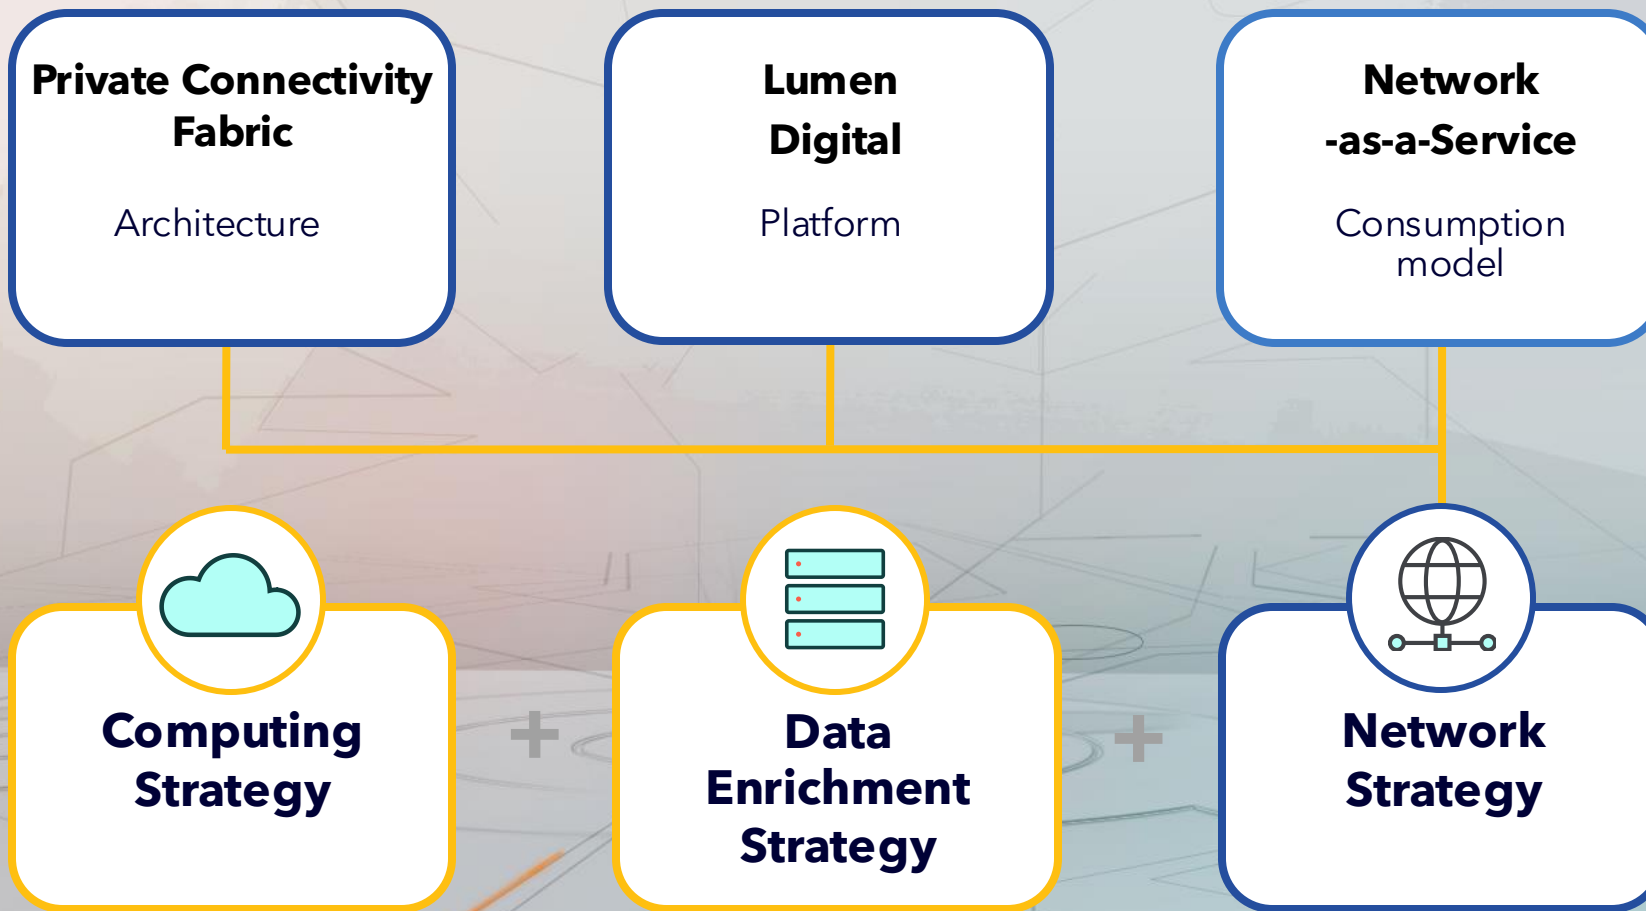 Private Connectivity
Fabric
Architecture
Lumen
Digital
Platform
Network
-as-a-Service
Consumption
model
Computing
Strategy
+
Data
Enrichment
Strategy
+
Network
Strategy